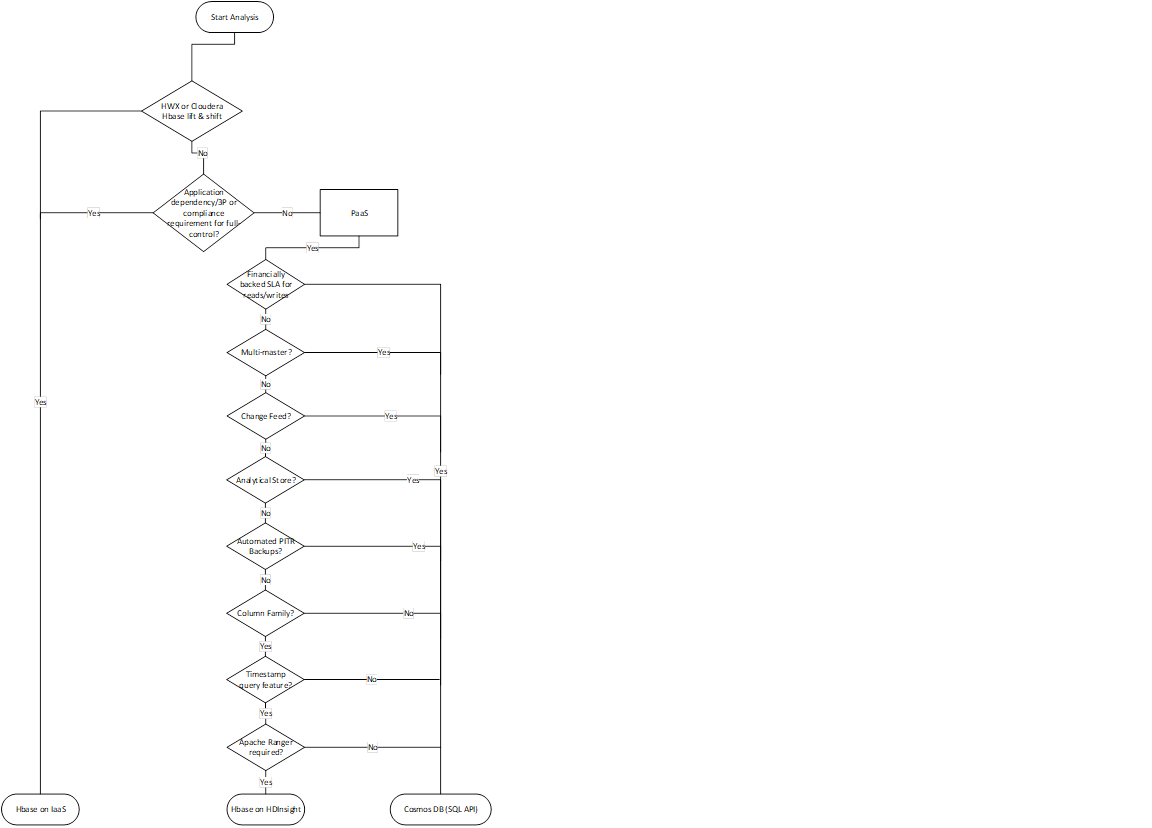 Start Analysis
HWX or Cloudera
Hbase lift & shift
No
Application
dependency/3P or
compliance
requirement for full
control?
Yes
No
PaaS
Yes
Financially
backed SLA for
reads/writes
No
Multi-master?
Yes
No
Change Feed?
Yes
Yes
No
Yes
Analytical Store?
Yes
No
Automated PITR
Backups?
Yes
No
Column Family?
No
Yes
Timestamp
query feature?
No
Yes
Apache Ranger
required?
No
Yes
Hbase on IaaS
Hbase on HDInsight
Cosmos DB (SQL API)